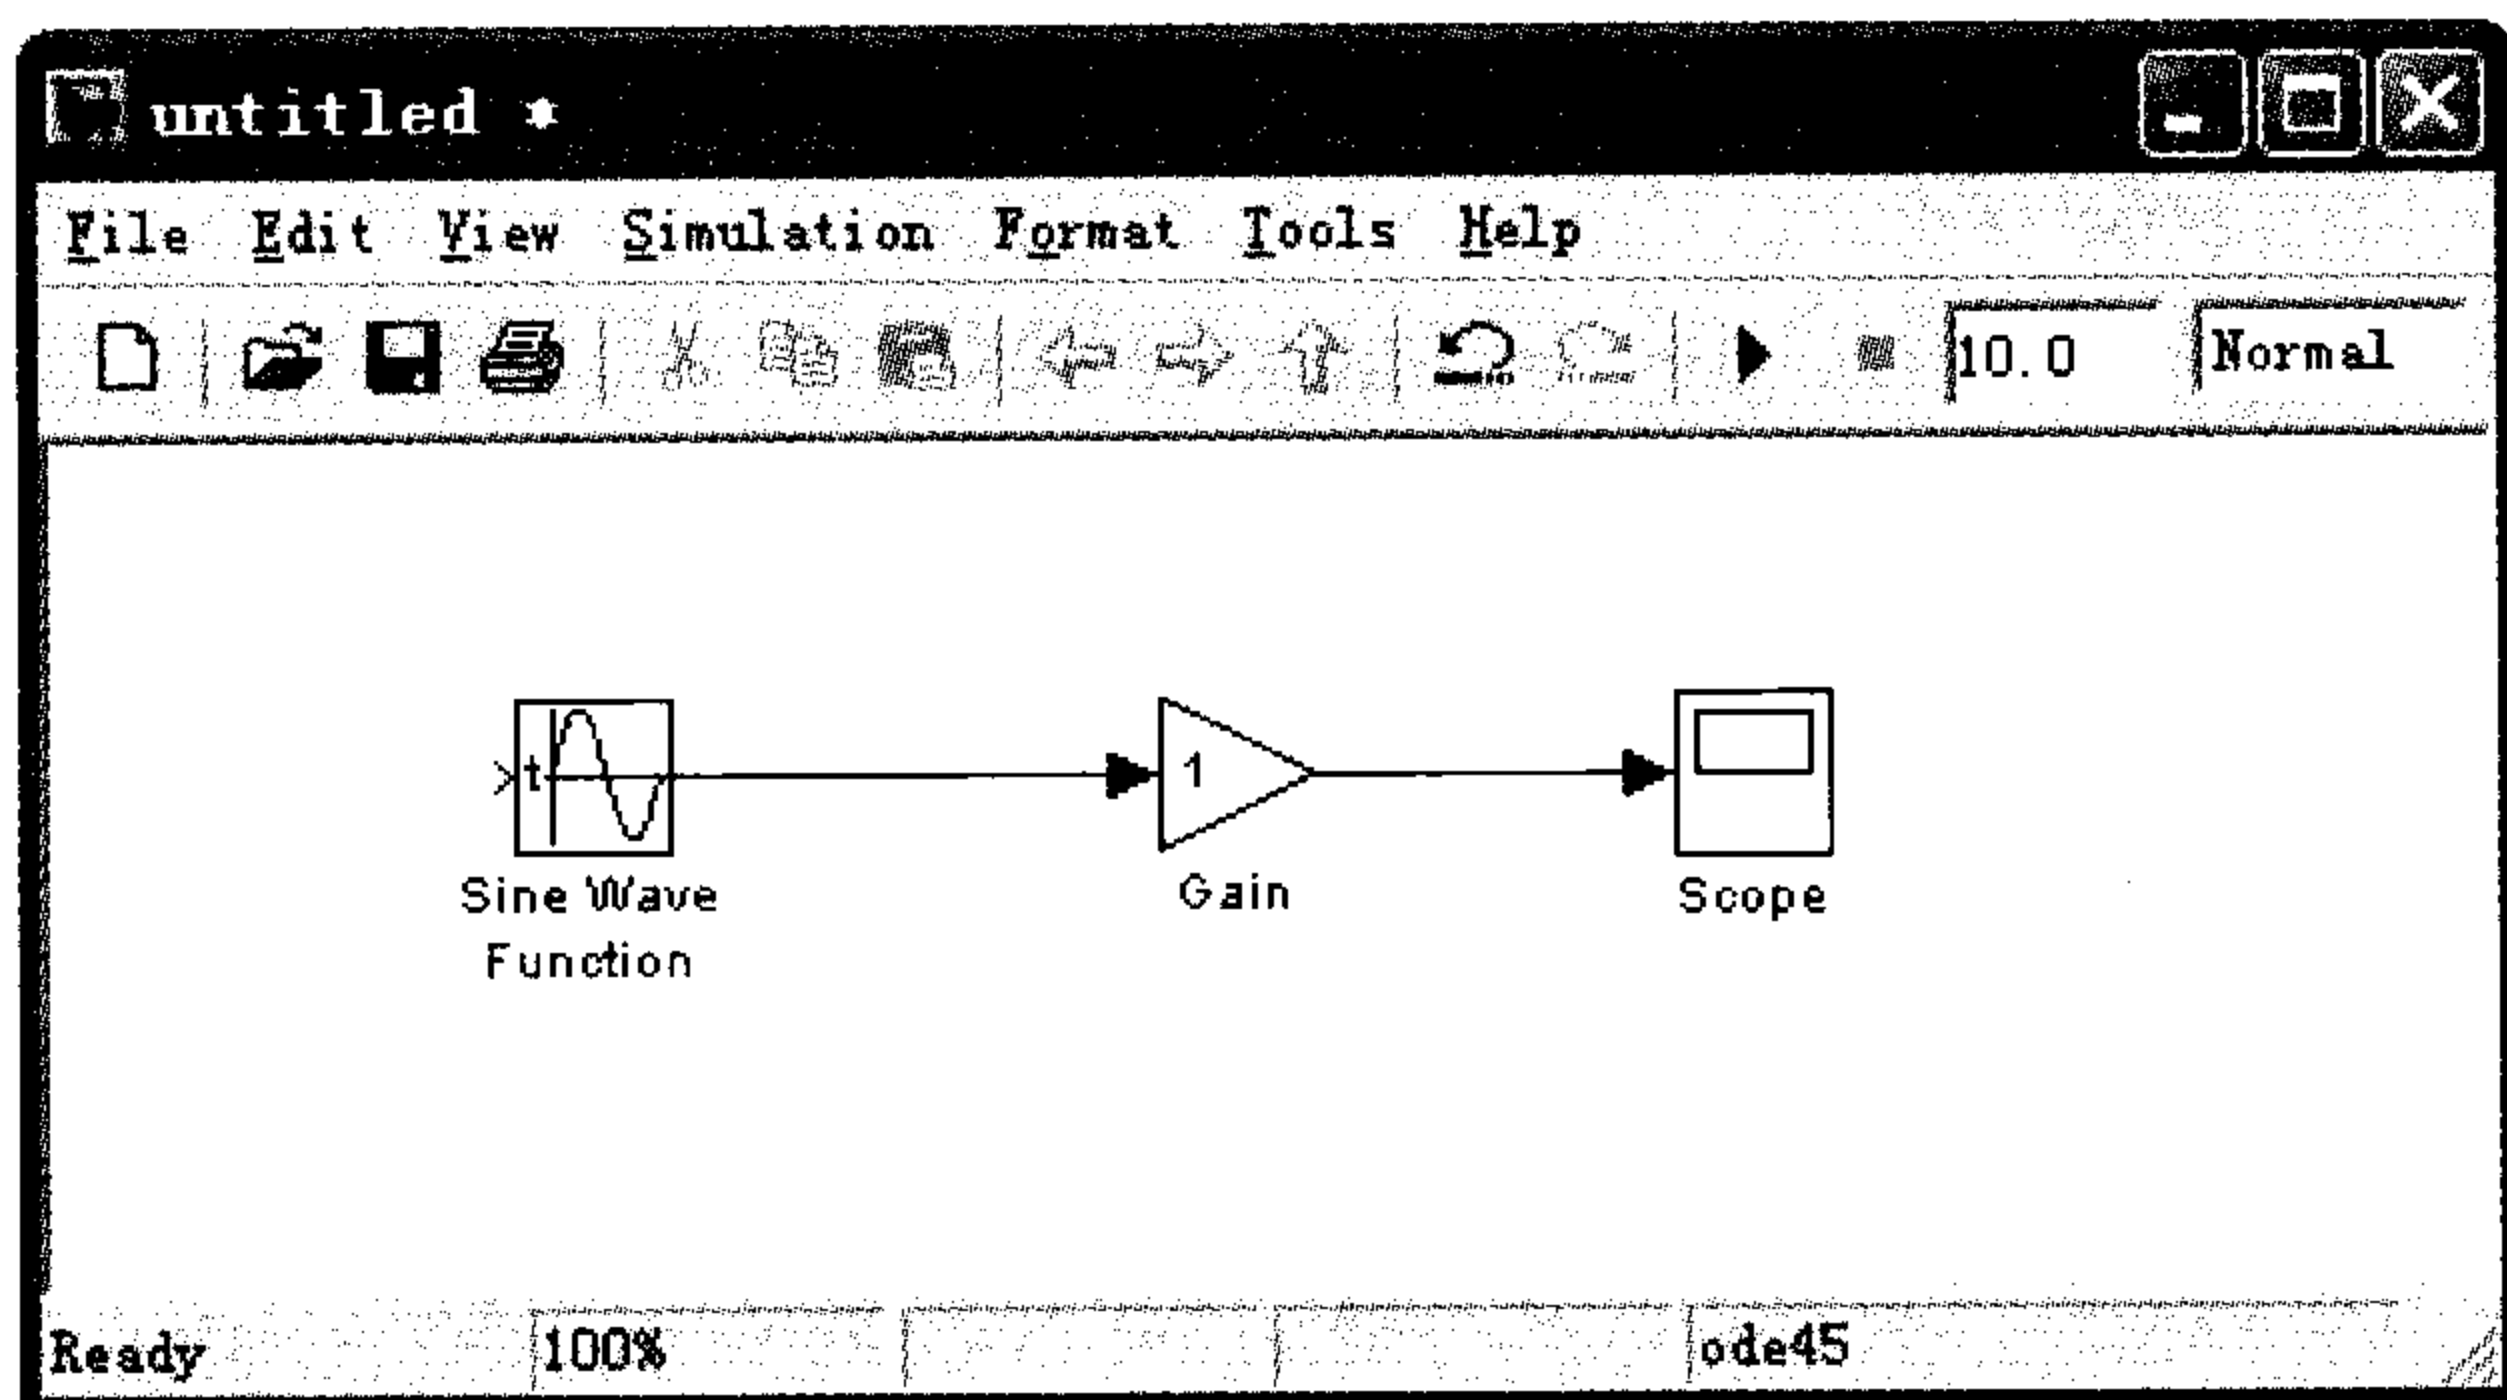 untitled *
File Edit View Simulation Format Tools Help
10.0 Normal
t 1
Sine Wave Gain Scope
Function
Ready 100% ode45